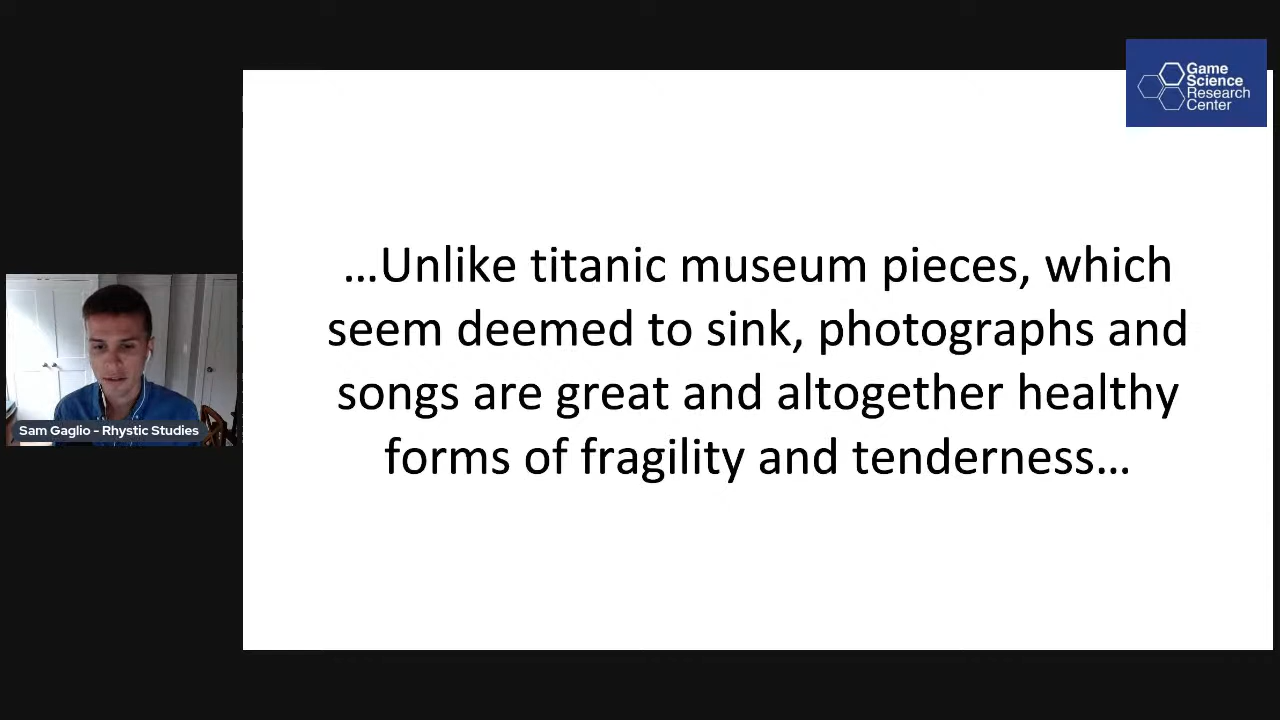 Game
Science
Research
Center
…Unlike titanic museum pieces, which
seem deemed to sink, photographs and
songs are great and altogether healthy
forms of fragility and tenderness…
Sam Gaglio - Rhystic Studies